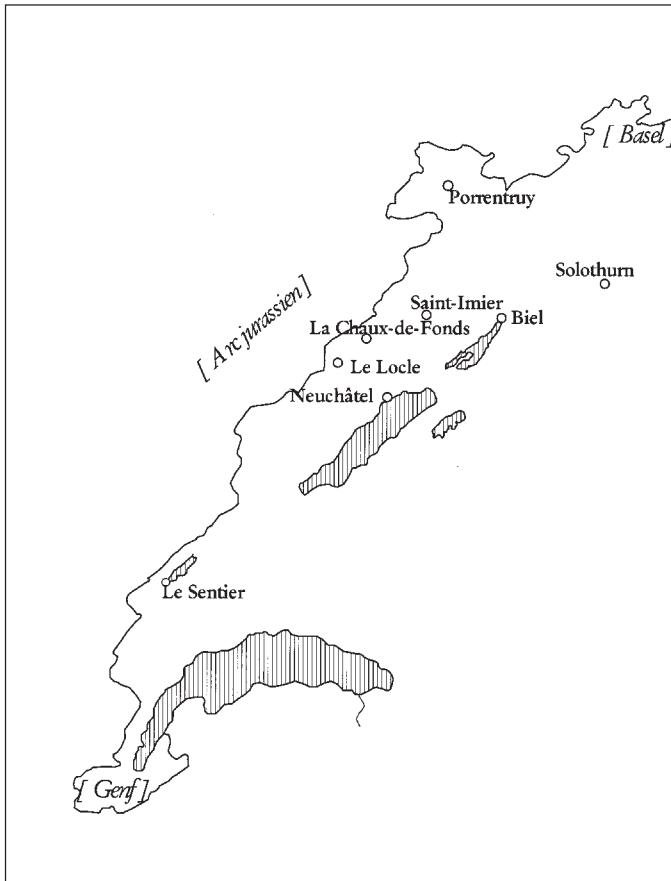 [ Basel ]
Porrentruy
Solothurn
[ Arc jurassien ]
Saint-Imier
Biel
La Chaux-de-Fonds
Le Locle
Neuchâtel
Le Sentier
[ Genf ]